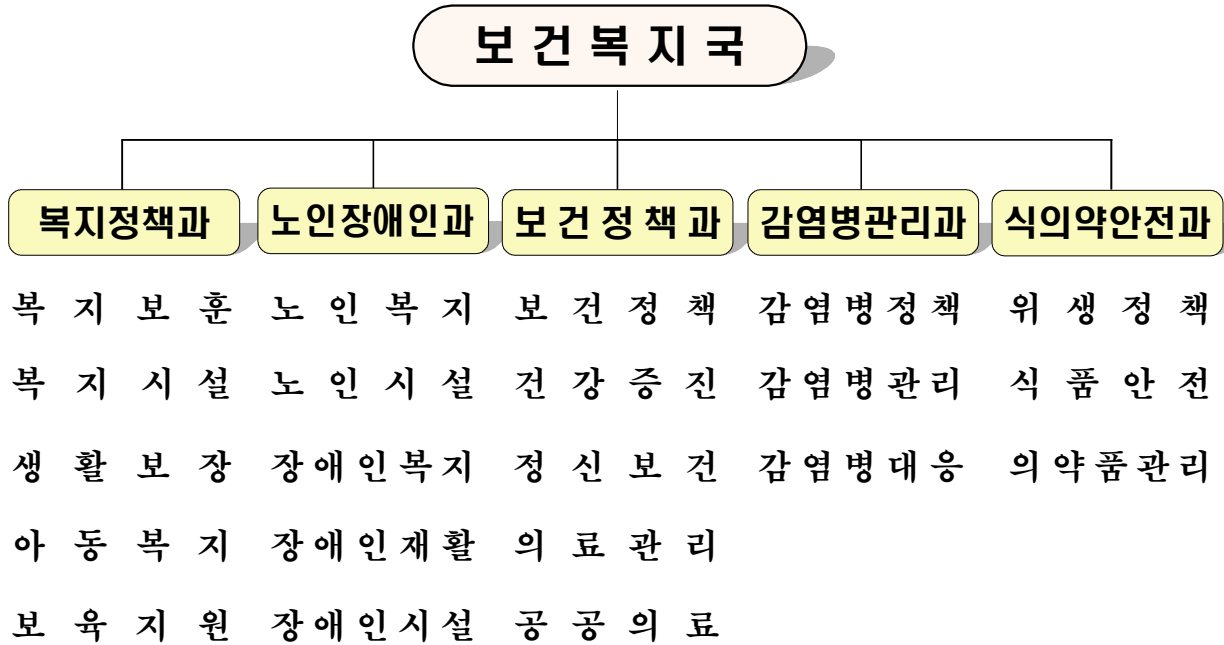 보건복지국
복지정책과 노인장애인과 보건정책과 감염병관리과 식의약안전과
복지보훈 노인복지 보건정책 감염병정책 위생정책
복지시설 노인시설 건강증진 감염병관리 식품안전
생활보장 장애인복지 정신보건 감염병대응 의약품관리
아동복지 장애인재활 의료관리
보육지원 장애인시설 공공의료